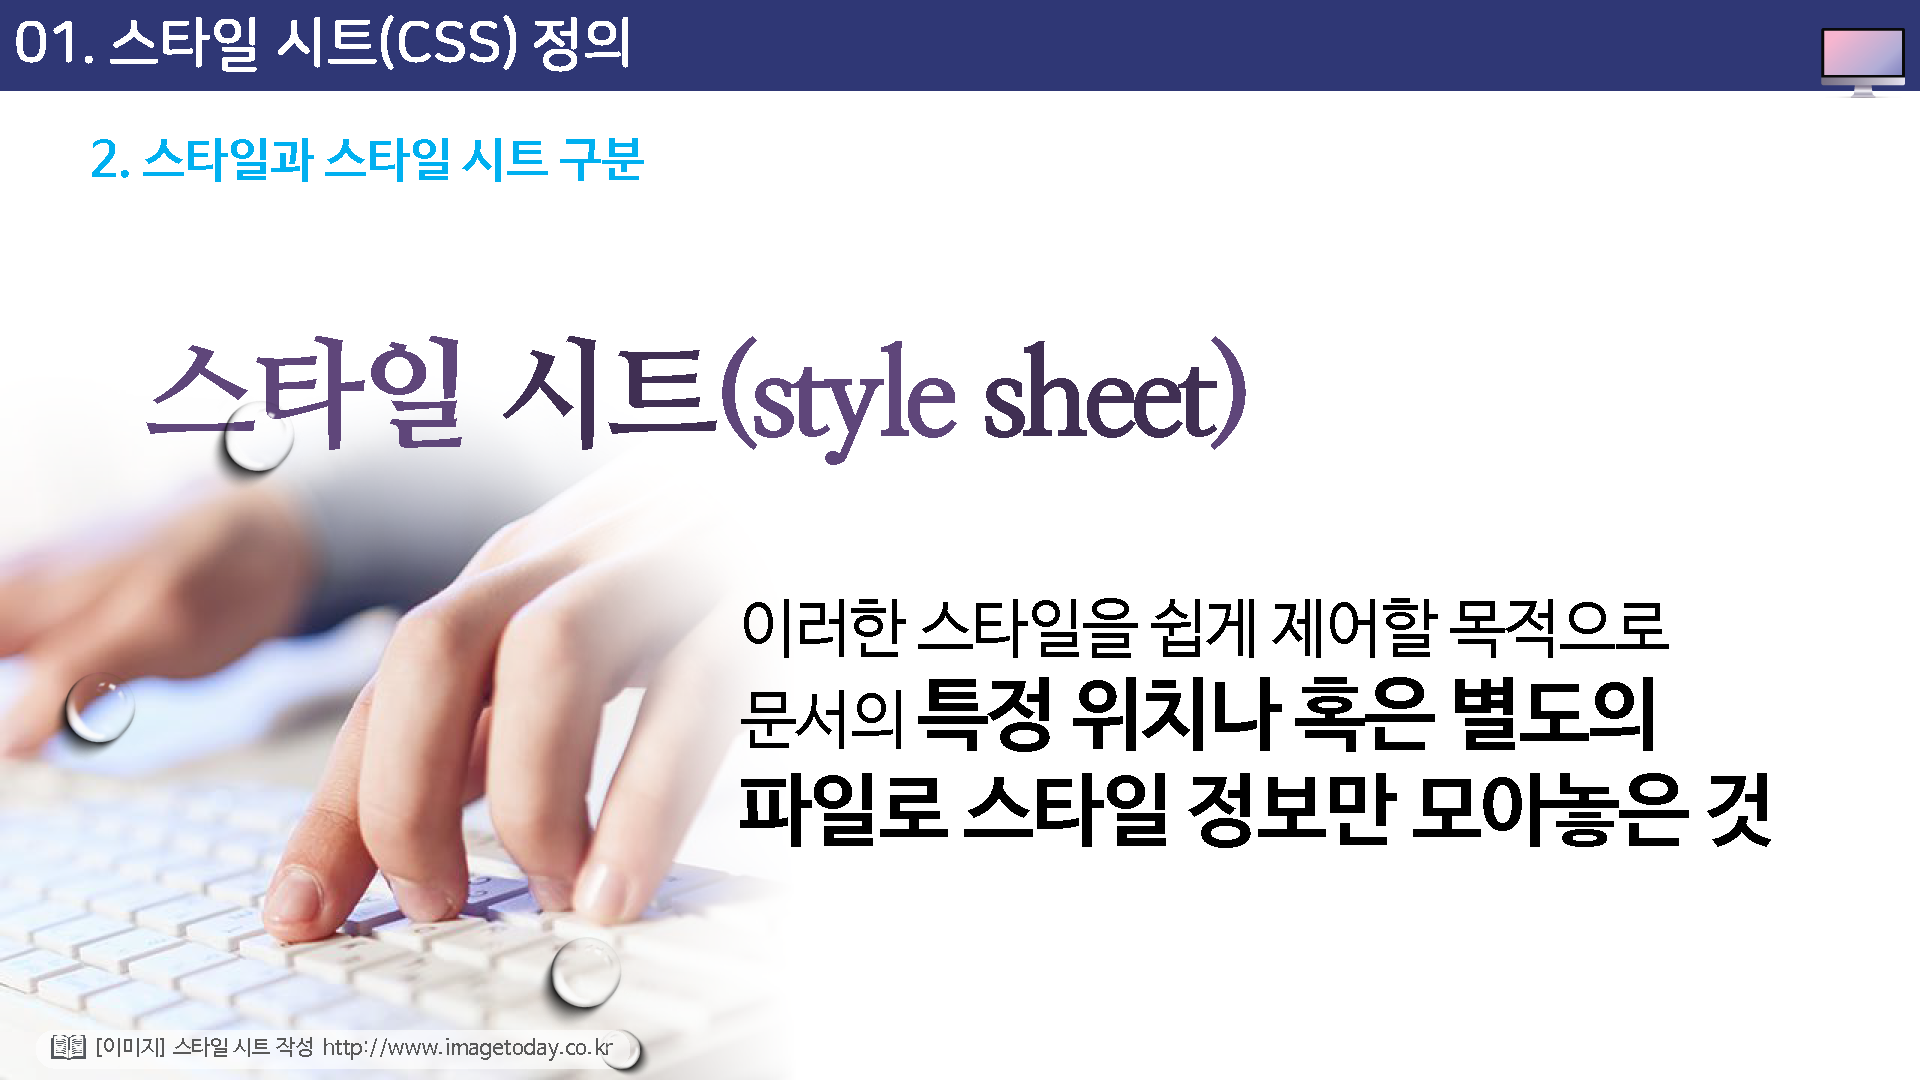 01. 스타일 시트(CSS) 정의
2. 스타일과 스타일 시트 구분
스타일 시트(style sheet)
이러한 스타일을 쉽게 제어할 목적으로
문서의 특정 위치나 혹은 별도의
파일로 스타일 정보만 모아놓은 것
[이미지] 스타일 시트 작성 http://www.imagetoday.co.kr